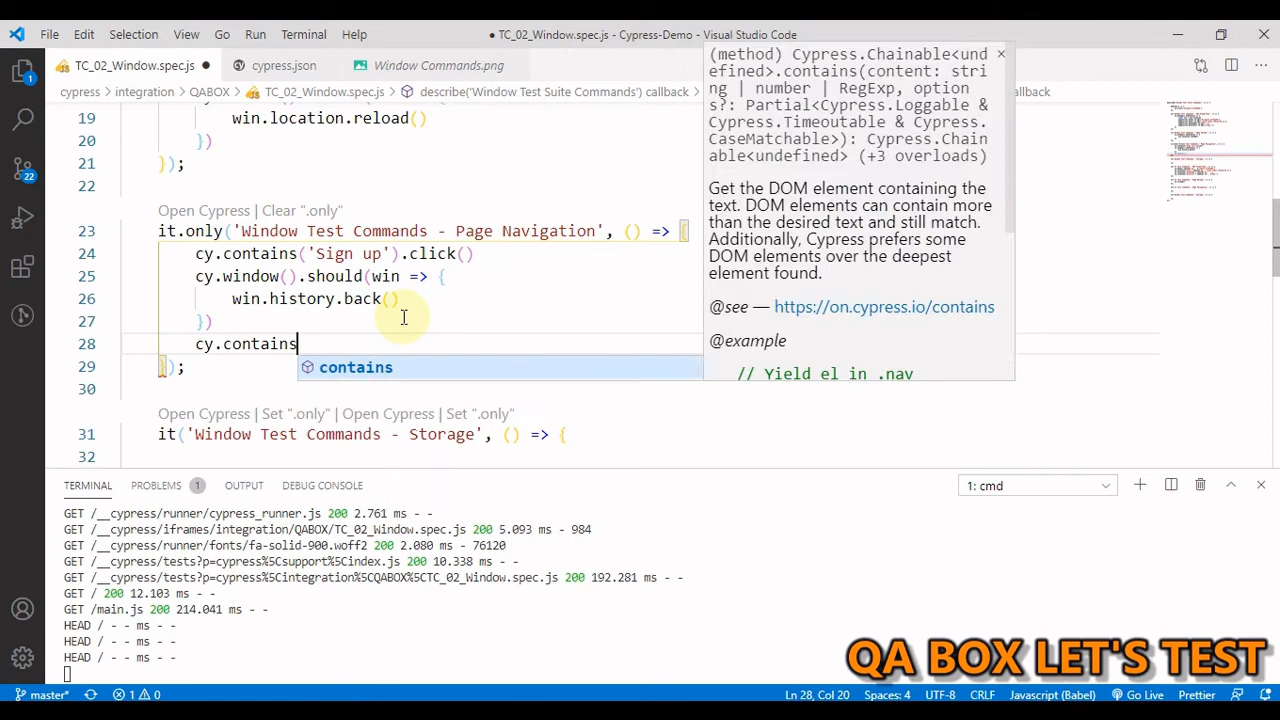 File Edit Selection View Go Run Terminal Help
● TC_02_Window.spec.js - Cypress-Demo - Visual Studio Code
TC_02_Window.spec.js ● cypress.json Window Commands.png
cypress > integration > QABOX > TC_02_Window.spec.js > describe('Window Test Suite Commands') callback
back
19 win.location.reload()
20 })
21 });
22
Open Cypress | Clear ".only"
23 it.only('Window Test Commands - Page Navigation', () => {
24 cy.contains('Sign up').click()
25 cy.window().should(win => {
26 win.history.back()
27 })
28 cy.contains
contains
29 });
30
Open Cypress | Set ".only" | Open Cypress | Set ".only"
31 it('Window Test Commands - Storage', () => {
32
(method) Cypress.Chainable<und
efined>.contains(content: stri
ng | number | RegExp, option
s?: Partial<Cypress.Loggable &
Cypress.Timeoutable & Cypress.
CaseMatchable>): Cypress.Chain
able<undefined> (+3 overloads)
Get the DOM element containing the
text. DOM elements can contain more
than the desired text and still match.
Additionally, Cypress prefers some
DOM elements over the deepest
element found.
@see — https://on.cypress.io/contains
@example
// Yield el in .nav
TERMINAL PROBLEMS 1 OUTPUT DEBUG CONSOLE
1: cmd
GET /__cypress/runner/cypress_runner.js 200 2.761 ms - -
GET /__cypress/iframes/integration/QABOX/TC_02_Window.spec.js 200 5.093 ms - 984
GET /__cypress/runner/fonts/fa-solid-900.woff2 200 2.080 ms - 76120
GET /__cypress/tests?p=cypress%5Csupport%5Cindex.js 200 10.338 ms - -
GET /__cypress/tests?p=cypress%5Cintegration%5CQABOX%5CTC_02_Window.spec.js 200 192.281 ms - -
GET / 200 12.103 ms - -
GET /main.js 200 214.041 ms - -
HEAD / - - ms - -
HEAD / - - ms - -
HEAD / - - ms - -
1
22
QA BOX LET'S TEST
master* 1 0 Ln 28, Col 20 Spaces: 4 UTF-8 CRLF Javascript (Babel) Go Live Prettier